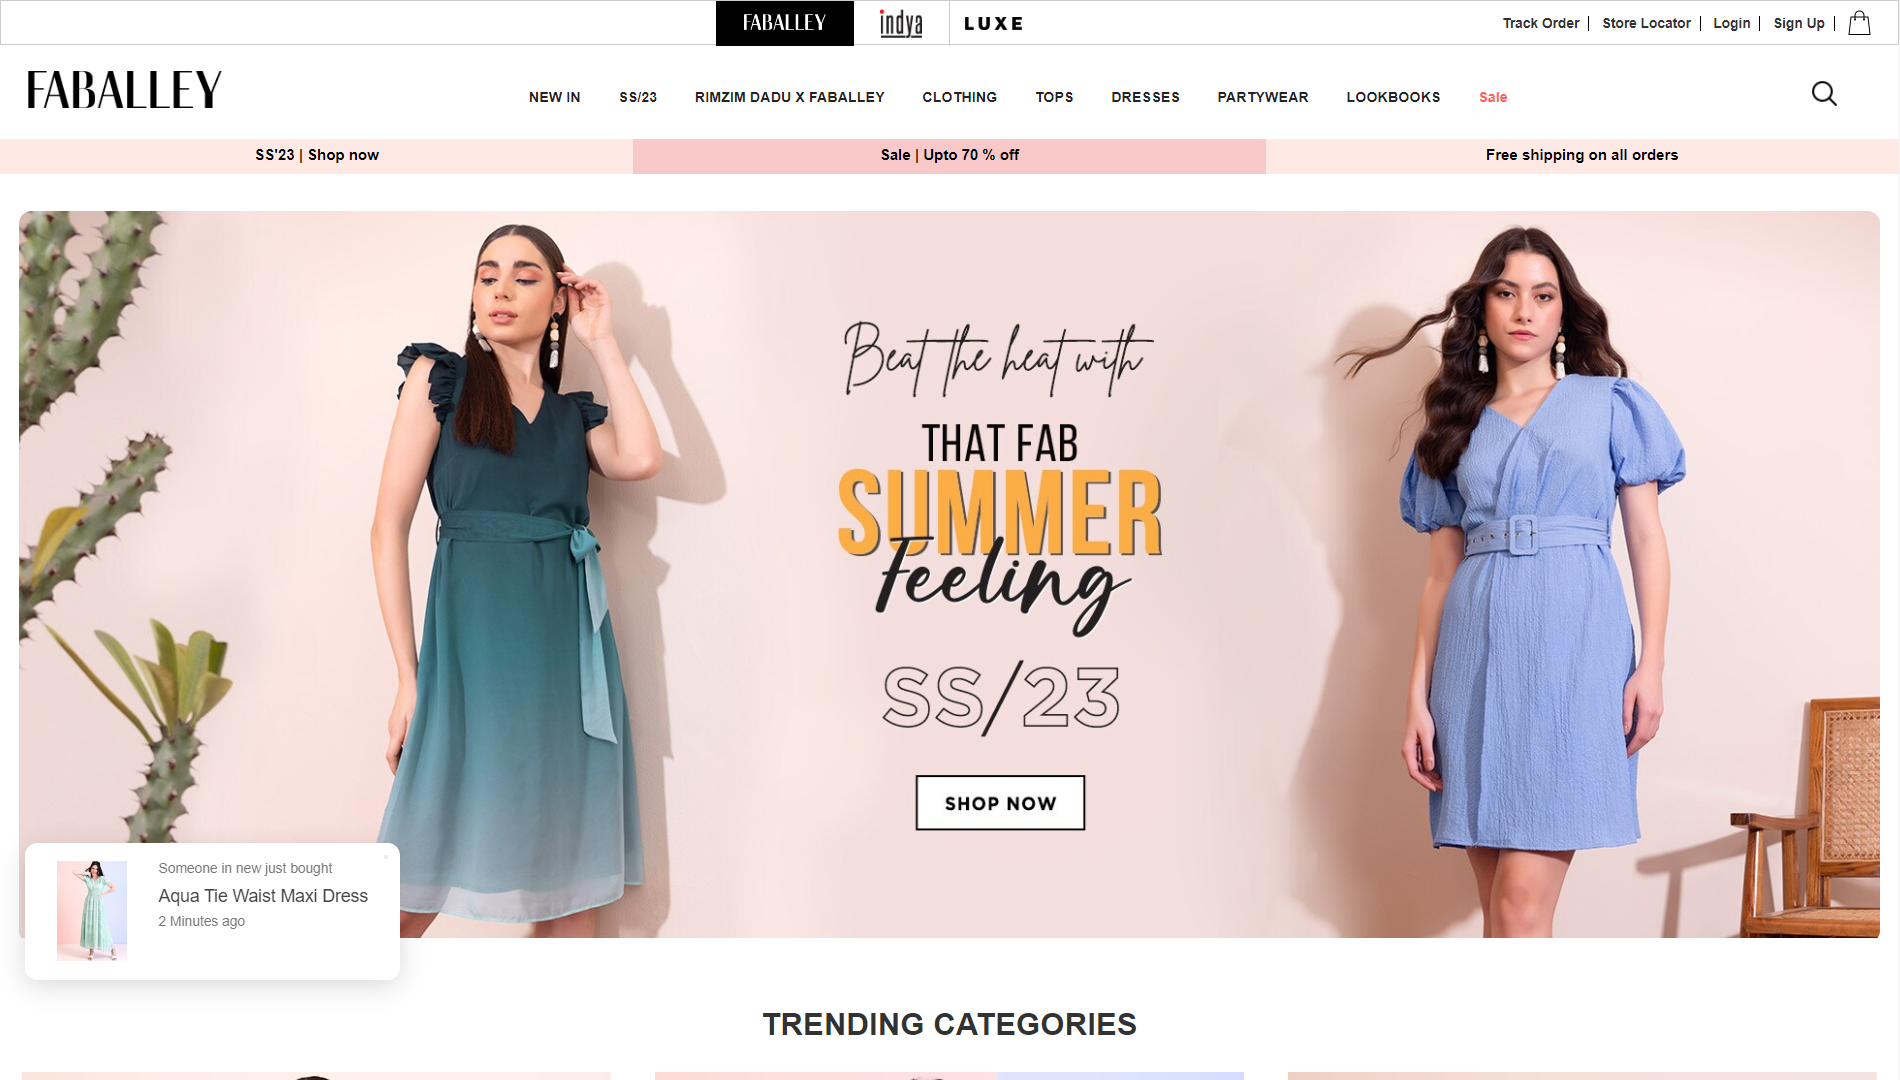 FABALLEY
indya
LUXE
Track Order
Store Locator
Login
Sign Up
FABALLEY
NEW IN
SS/23
RIMZIM DADU X FABALLEY
CLOTHING
TOPS
DRESSES
PARTYWEAR
LOOKBOOKS
Sale
SS'23 | Shop now
Sale | Upto 70 % off
Free shipping on all orders
Beat the heat with
THAT FAB
SUMMER
Feeling
SS/23
SHOP NOW
Someone in new just bought
Aqua Tie Waist Maxi Dress
2 Minutes ago
TRENDING CATEGORIES